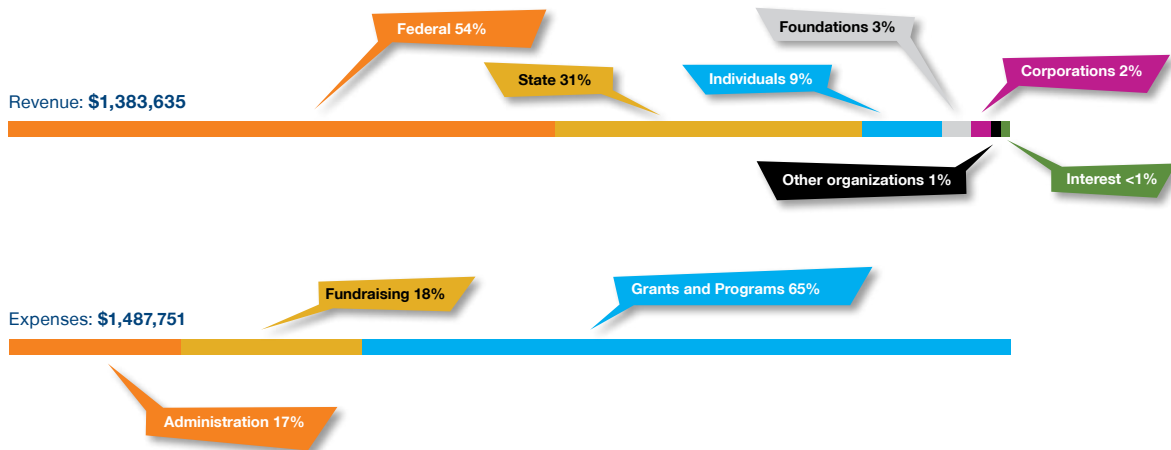 Federal 54%
Foundations 3%
State 31%
Individuals 9%
Corporations 2%
Revenue: $1,383,635
Other organizations 1%
Interest <1%
Fundraising 18%
Grants and Programs 65%
Expenses: $1,487,751
Administration 17%